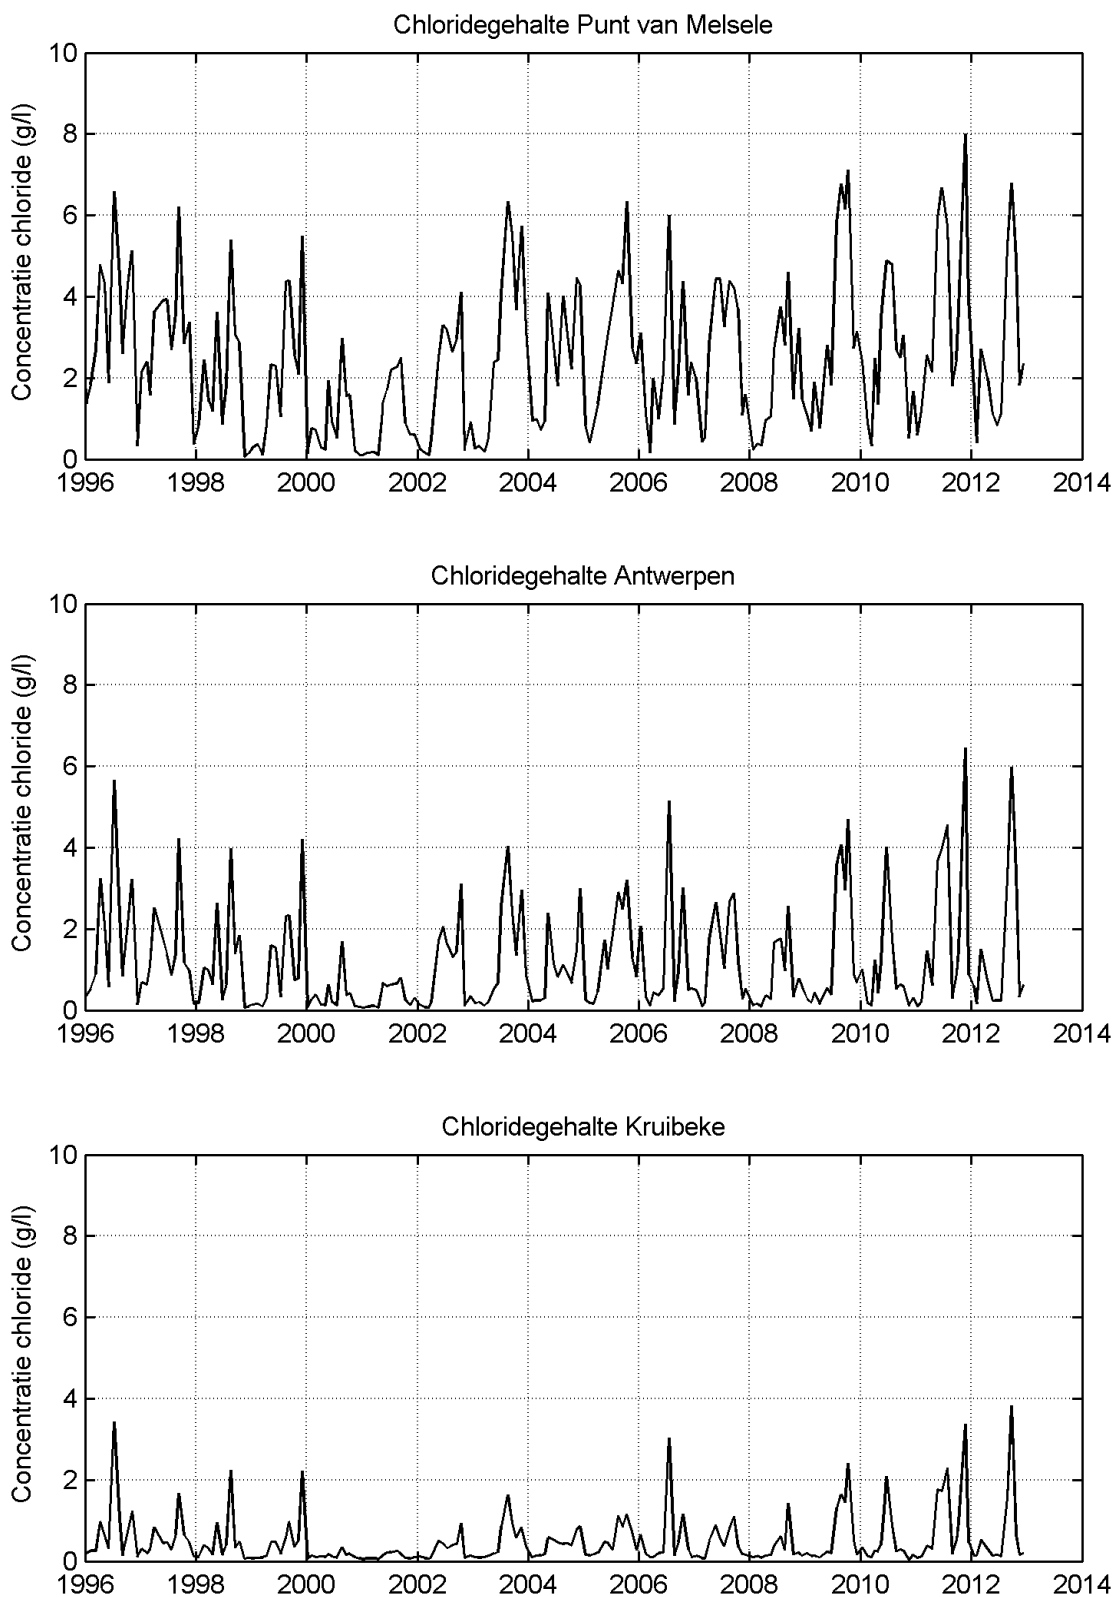 Chloridegehalte Punt van Melsele
Concentratie chloride (g/l)
10
8
6
4
2
0
1996 1998 2000 2002 2004 2006 2008 2010 2012 2014
Chloridegehalte Antwerpen
Concentratie chloride (g/l)
10
8
6
4
2
0
1996 1998 2000 2002 2004 2006 2008 2010 2012 2014
Chloridegehalte Kruibeke
Concentratie chloride (g/l)
10
8
6
4
2
0
1996 1998 2000 2002 2004 2006 2008 2010 2012 2014